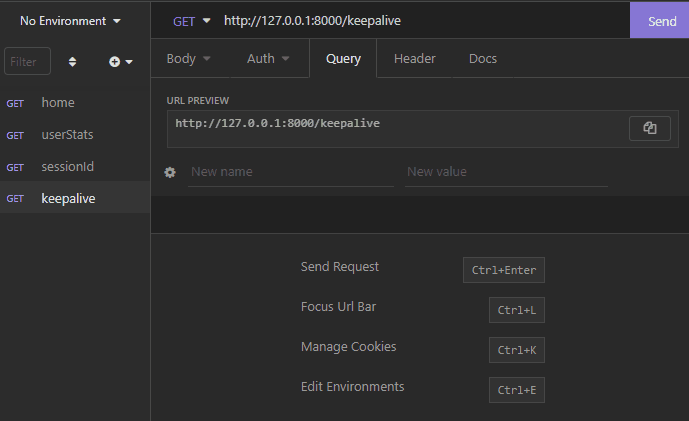 No Environment
GET http://127.0.0.1:8000/keepalive Send
Filter
Body Auth Query Header Docs
GET home
GET userStats
GET sessionId
GET keepalive
URL PREVIEW
http://127.0.0.1:8000/keepalive
New name New value
Send Request Ctrl+Enter
Focus Url Bar Ctrl+L
Manage Cookies Ctrl+K
Edit Environments Ctrl+E